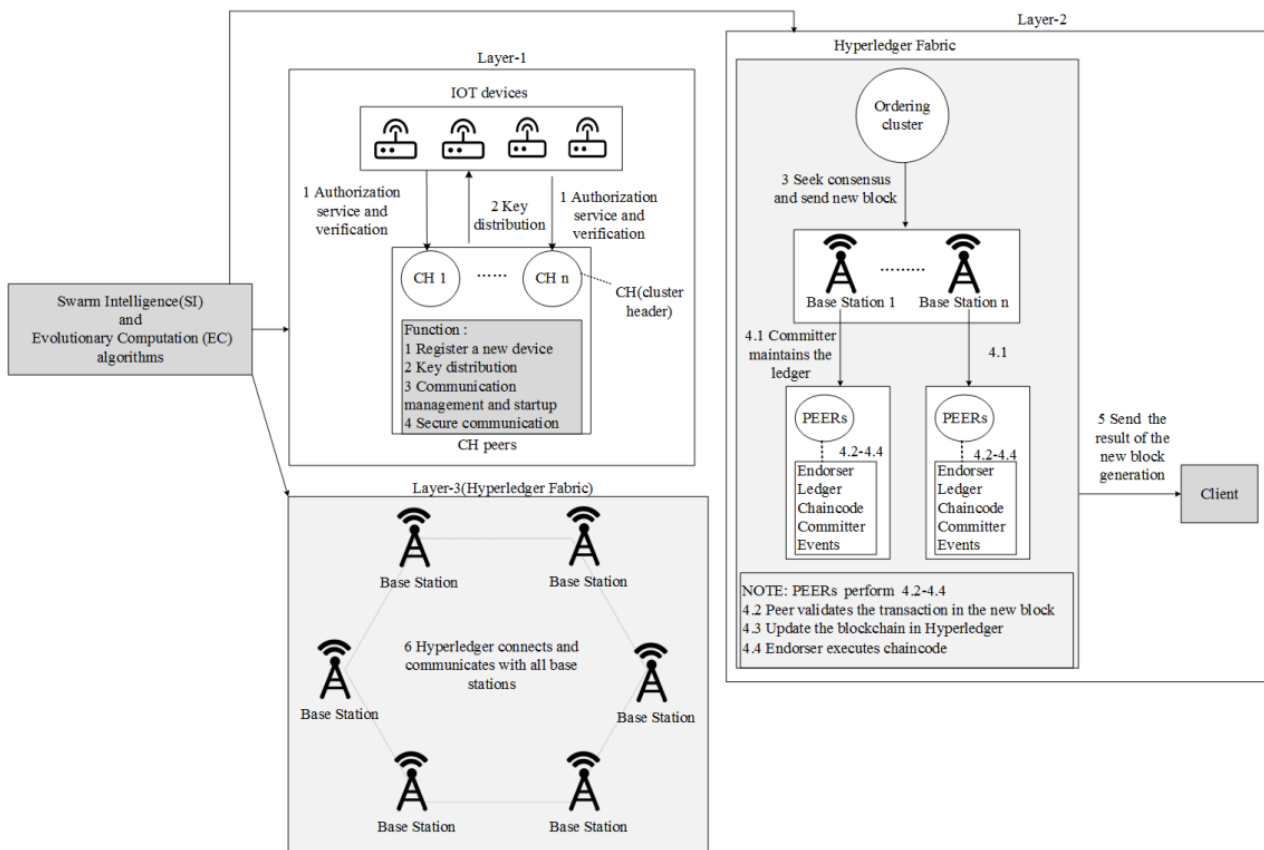 Swarm Intelligence(SI)
and
Evolutionary Computation (EC)
algorithms
Layer-1
IOT devices
1 Authorization
service and
verification
2 Key
distribution
1 Authorization
service and
verification
CH 1
......
CH n
CH(cluster
header)
Function :
1 Register a new device
2 Key distribution
3 Communication
management and startup
4 Secure communication
CH peers
Layer-2
Hyperledger Fabric
Ordering
cluster
3 Seek consensus
and send new block
Base Station 1
.........
Base Station n
4.1 Committer
maintains the
ledger
4.1
PEERs
4.2-4.4
Endorser
Ledger
Chaincode
Committer
Events
PEERs
4.2-4.4
Endorser
Ledger
Chaincode
Committer
Events
NOTE: PEERs perform 4.2-4.4
4.2 Peer validates the transaction in the new block
4.3 Update the blockchain in Hyperledger
4.4 Endorser executes chaincode
5 Send the
result of the
new block
generation
Client
Layer-3(Hyperledger Fabric)
Base Station
Base Station
6 Hyperledger connects and
communicates with all base
stations
Base Station
Base Station
Base Station
Base Station